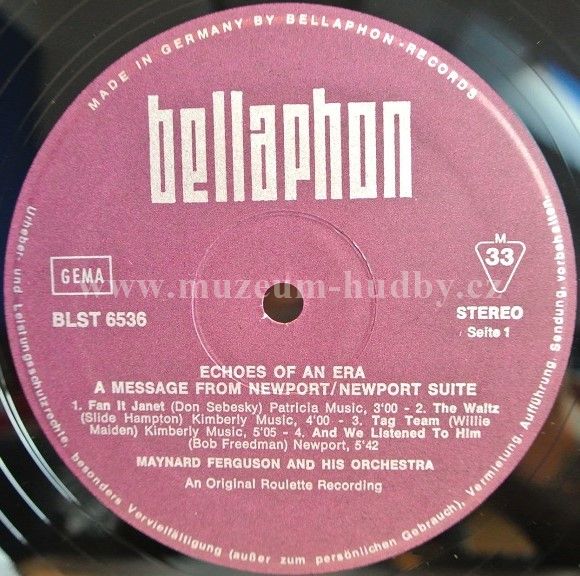 MADE IN GERMANY BY BELLAPHON-RECORDS
bellaphon
GEMA
BLST 6536
M
33
STEREO
Seite 1
www.muzeum-hudby.cz
ECHOES OF AN ERA
A MESSAGE FROM NEWPORT/NEWPORT SUITE
1. Fan It Janet (Don Sebesky) Patricia Music, 3'00 - 2. The Waltz
(Slide Hampton) Kimberly Music, 4'00 - 3. Tag Team (Willie
Maiden) Kimberly Music, 5'05 - 4. And We Listened To Him
(Bob Freedman) Newport, 5'42
MAYNARD FERGUSON AND HIS ORCHESTRA
An Original Roulette Recording
Urheber- und Leistungsschutzrechte, besonders Vervielfältigung (außer zum persönlichen Gebrauch), Vermietung, Aufführung, Sendung, vorbehalten